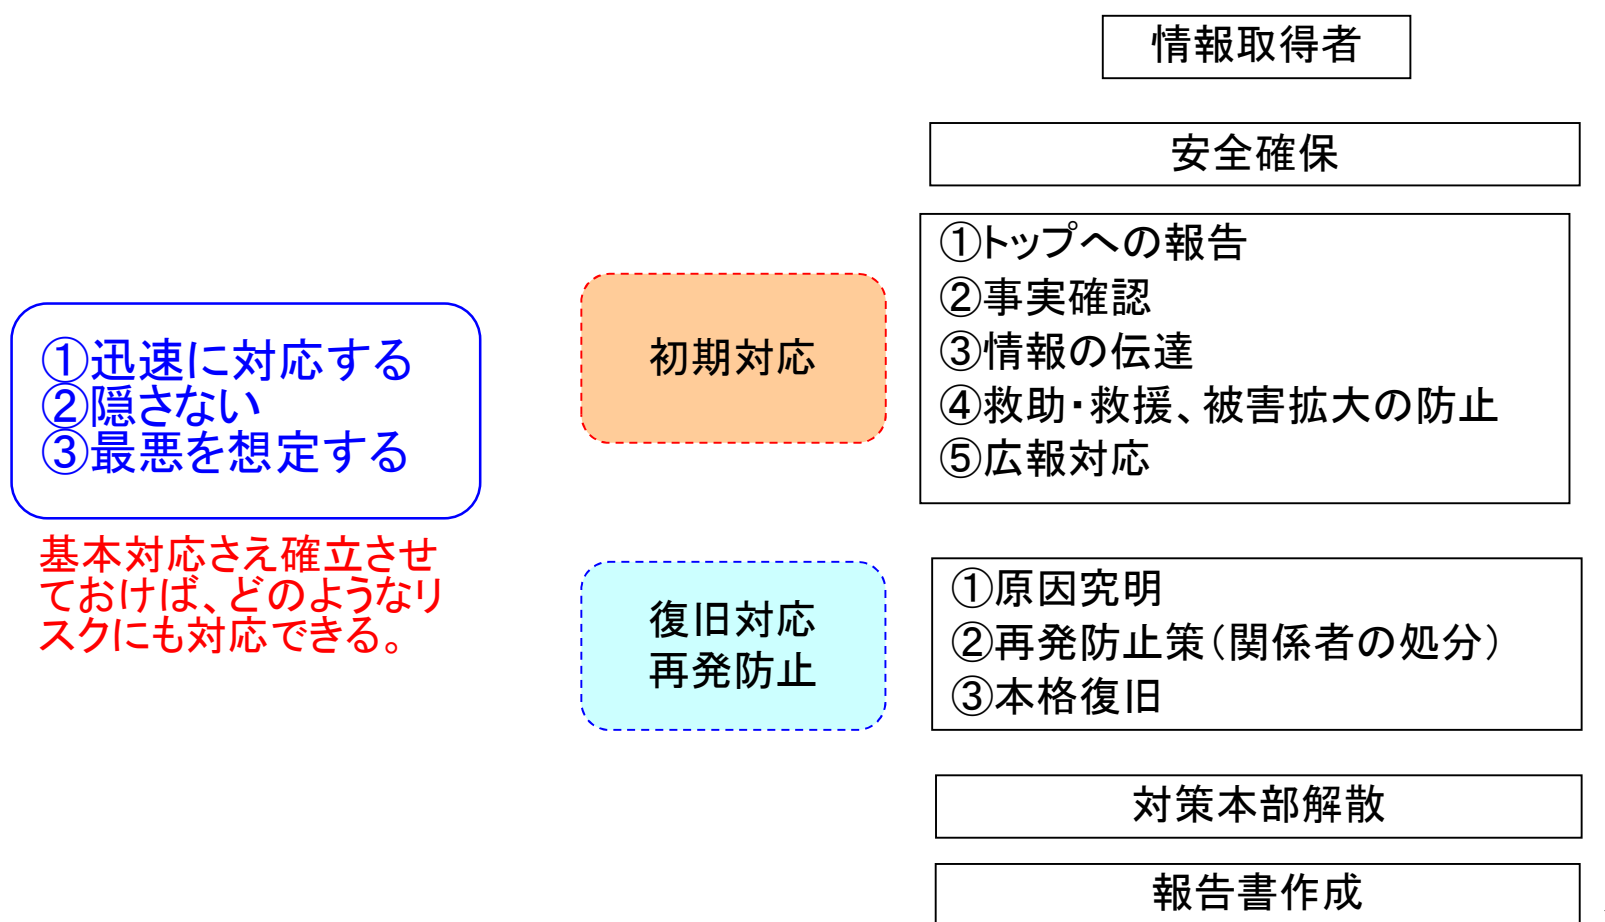 情報取得者
安全確保
①トップへの報告
②事実確認
③情報の伝達
④救助・救援、被害拡大の防止
⑤広報対応
初期対応
①迅速に対応する
②隠さない
③最悪を想定する
基本対応さえ確立させ
ておけば、どのようなリ
スクにも対応できる。
復旧対応
再発防止
①原因究明
②再発防止策（関係者の処分）
③本格復旧
対策本部解散
報告書作成